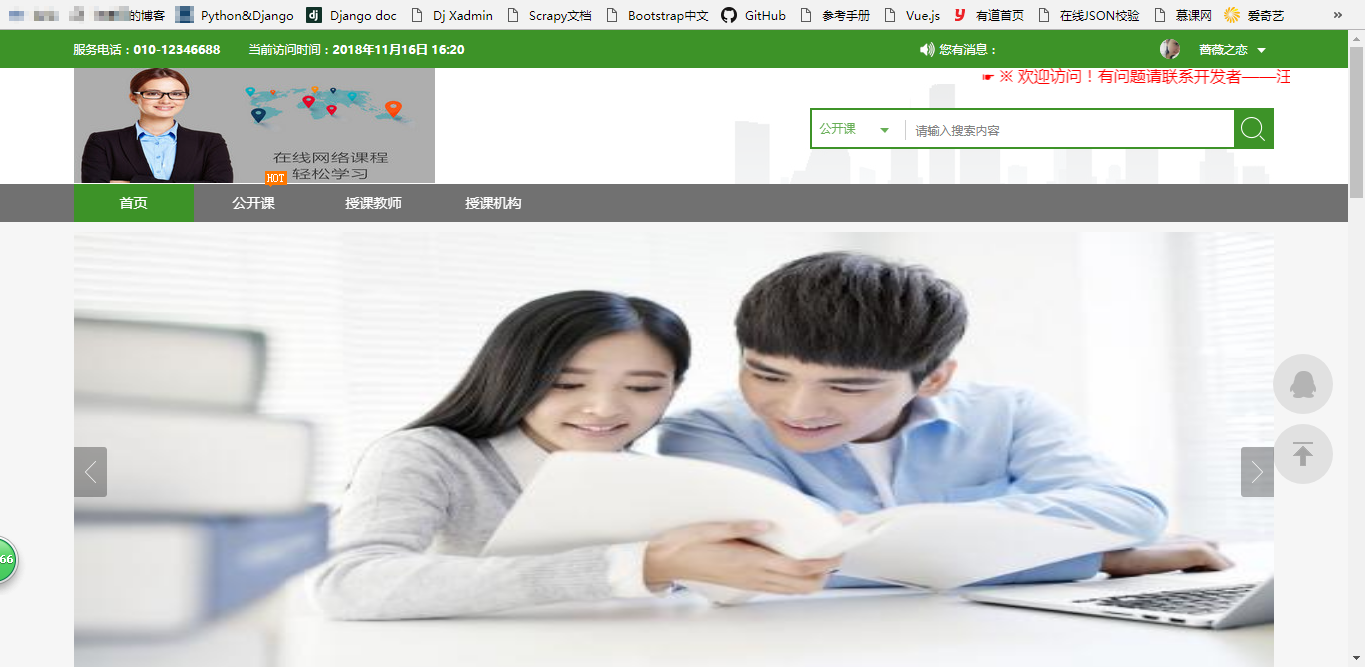 的博客 Python&Django Django doc Dj Xadmin Scrapy文档 Bootstrap中文 GitHub 参考手册 Vue.js 有道首页 在线JSON校验 慕课网 爱奇艺 »
服务电话：010-12346688 当前访问时间：2018年11月16日 16:20 您有消息： 蔷薇之恋
☛ ※ 欢迎访问！有问题请联系开发者——汪
公开课 请输入搜索内容
在线网络课程
轻松学习
HOT
首页 公开课 授课教师 授课机构
66